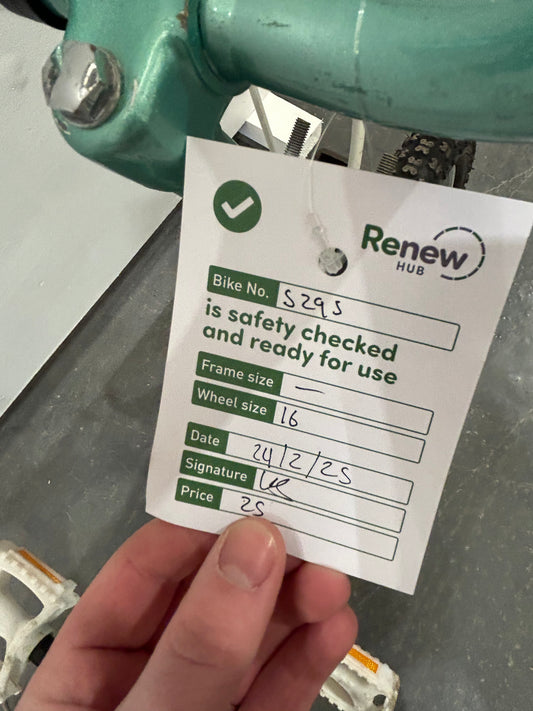 Renew
HUB
Bike No. 5295
is safety checked
and ready for use
Frame size —
Wheel size 16
Date 24/2/25
Signature
Price 25